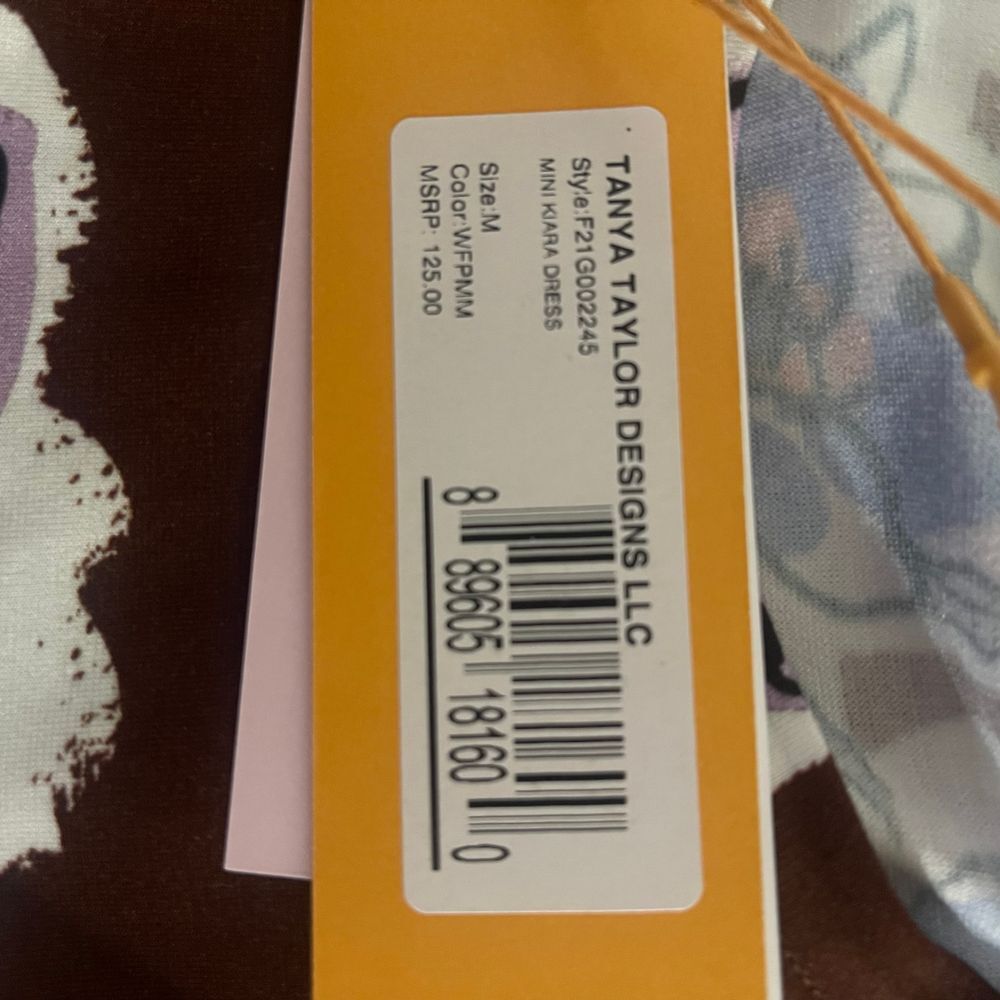 TANYA TAYLOR DESIGNS LLC
Style:F21G002245
MINI KIARA DRESS
Size:M
Color:WFPMM
MSRP: 125.00
8 89605 18160 0